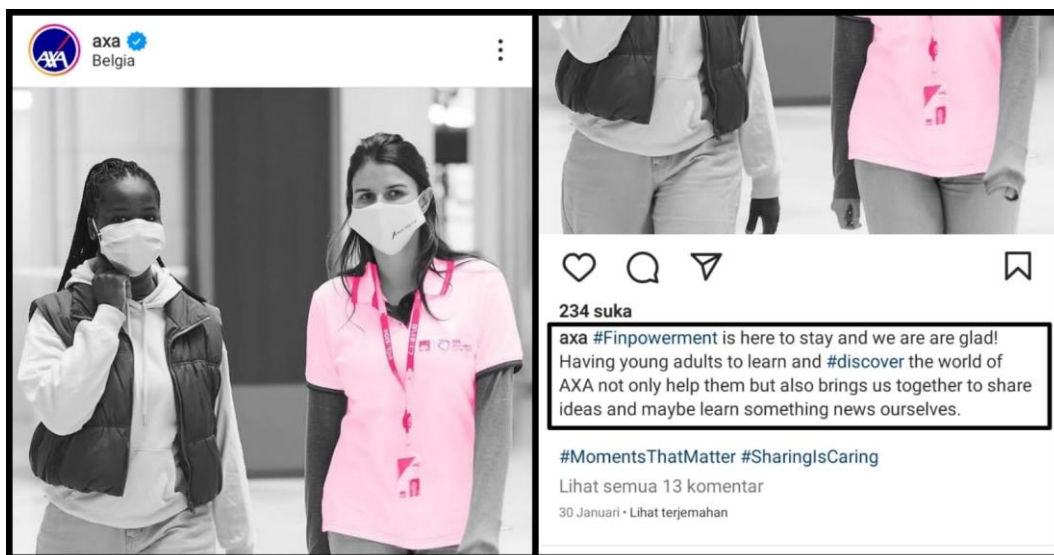 AXA
axa
Belgia
234 suka
axa #Finpowerment is here to stay and we are are glad!
Having young adults to learn and #discover the world of
AXA not only help them but also brings us together to share
ideas and maybe learn something news ourselves.
#MomentsThatMatter #SharingIsCaring
Lihat semua 13 komentar
30 Januari • Lihat terjemahan